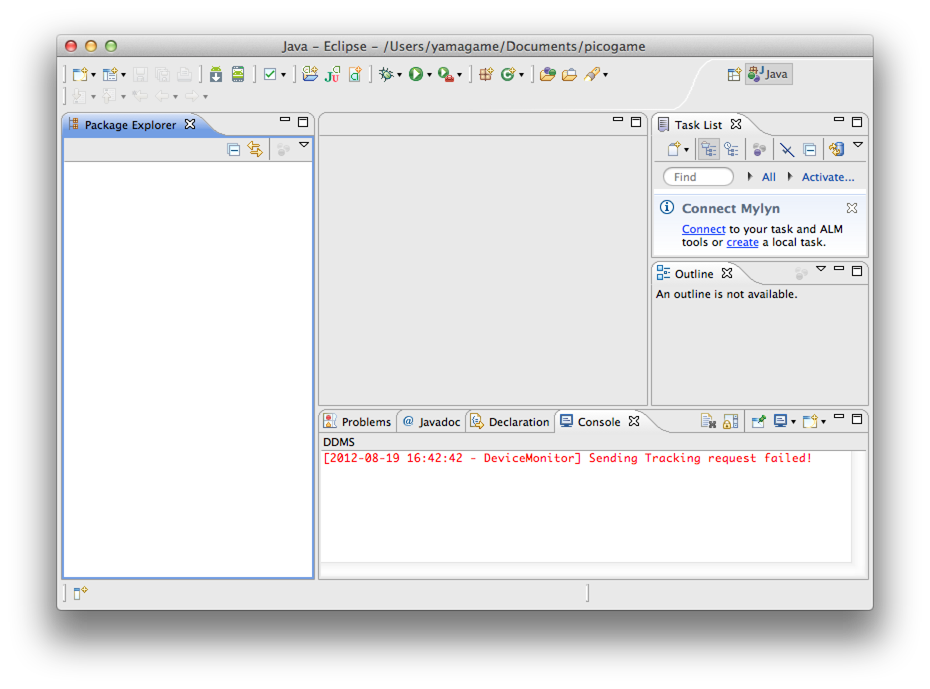 Java – Eclipse – /Users/yamagame/Documents/picogame
Java
Package Explorer
Task List
Find
All
Activate...
Connect Mylyn
Connect to your task and ALM
tools or create a local task.
Outline
An outline is not available.
Problems
@ Javadoc
Declaration
Console
DDMS
[2012-08-19 16:42:42 - DeviceMonitor] Sending Tracking request failed!